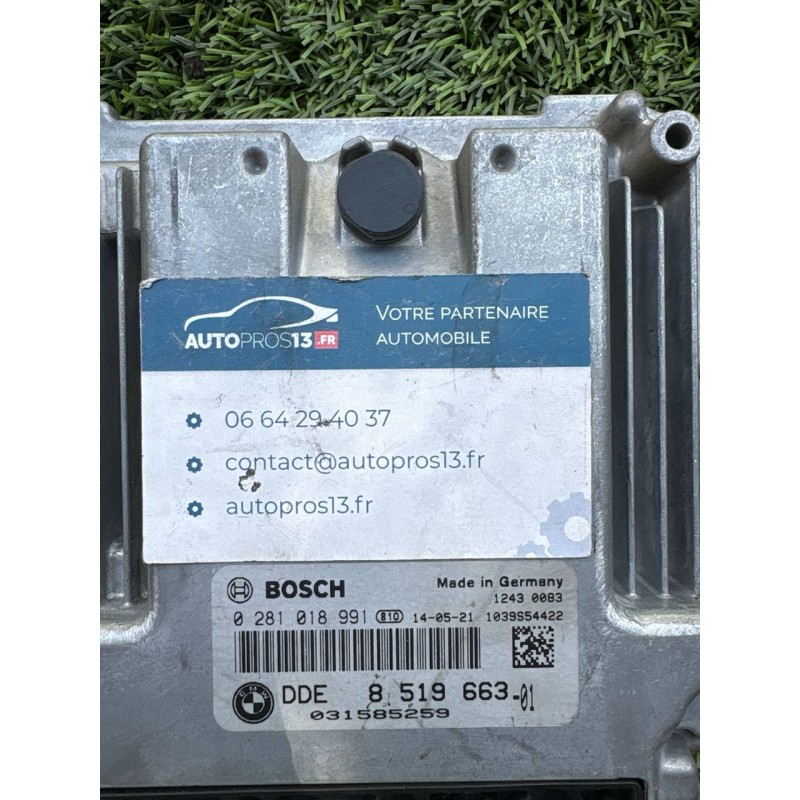 AUTOPROS13.FR
VOTRE PARTENAIRE
AUTOMOBILE
06 64 29 40 37
contact@autopros13.fr
autopros13.fr
BOSCH
Made in Germany
1243 0083
0 281 018 991 810 14-05-21 1039S54422
BMW
DDE 8 519 663-01
031585259